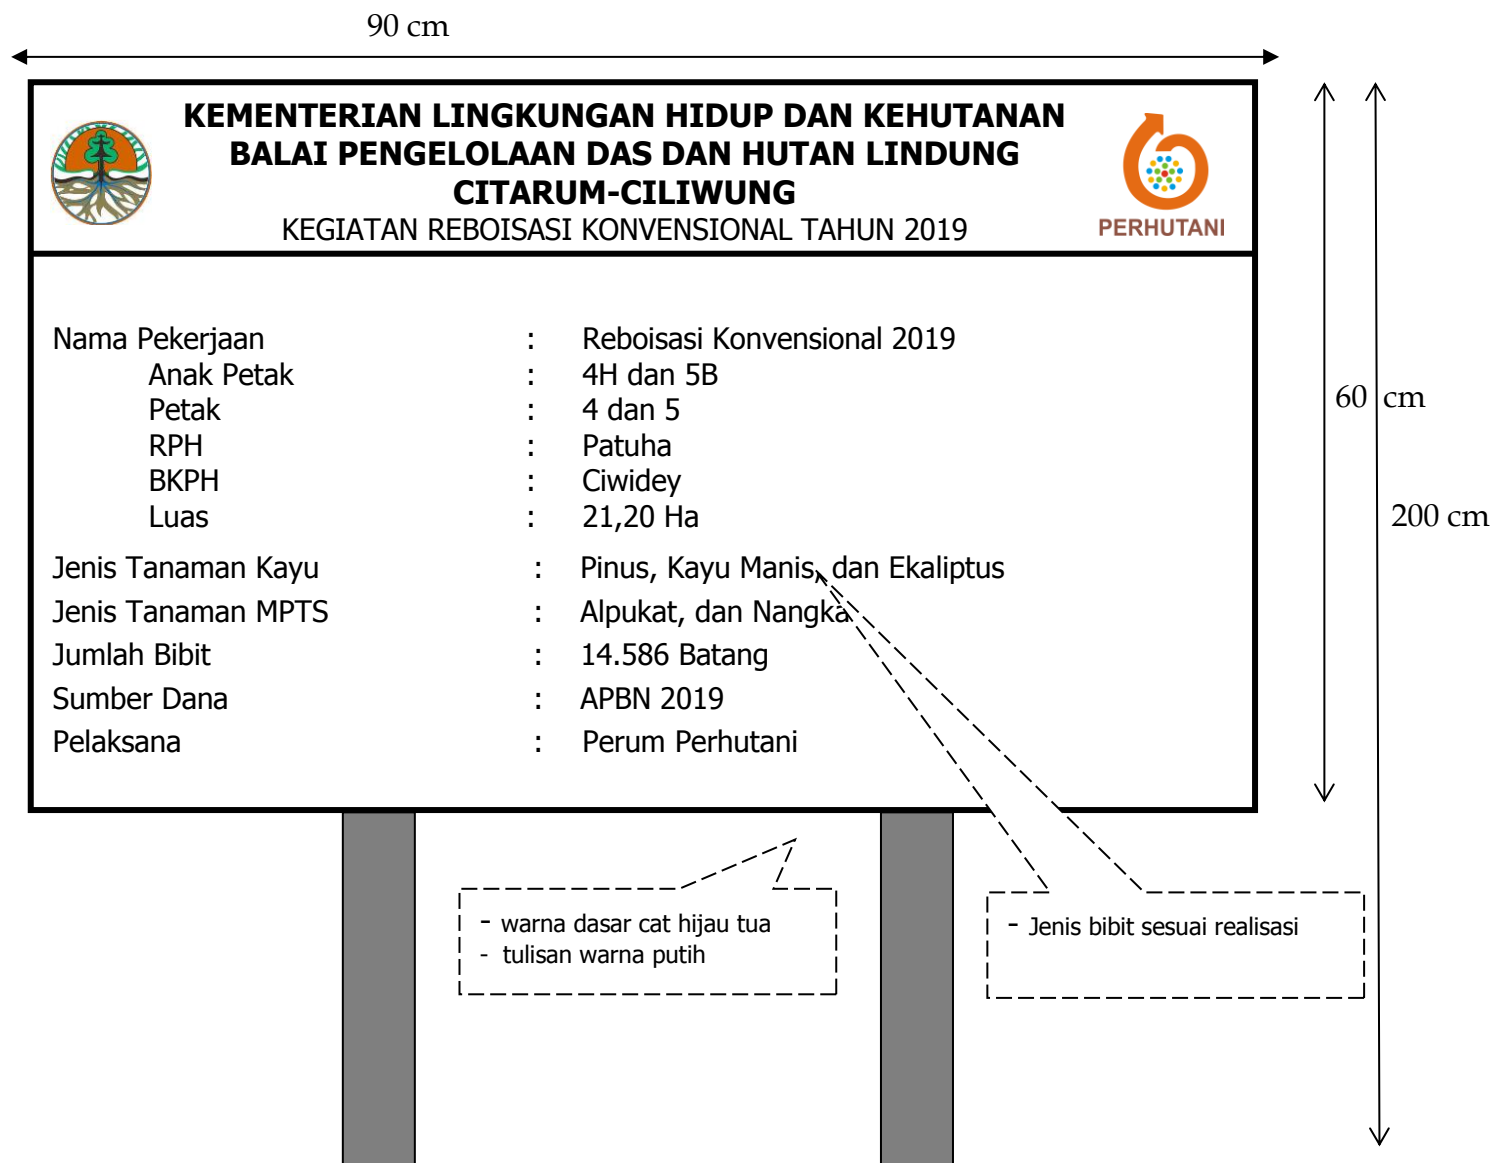 90 cm
KEMENTERIAN LINGKUNGAN HIDUP DAN KEHUTANAN
BALAI PENGELOLAAN DAS DAN HUTAN LINDUNG
CITARUM-CILIWUNG
KEGIATAN REBOISASI KONVENSIONAL TAHUN 2019
PERHUTANI
Nama Pekerjaan : Reboisasi Konvensional 2019
Anak Petak : 4H dan 5B
Petak : 4 dan 5
RPH : Patuha
BKPH : Ciwidey
Luas : 21,20 Ha
Jenis Tanaman Kayu : Pinus, Kayu Manis, dan Ekaliptus
Jenis Tanaman MPTS : Alpukat, dan Nangka
Jumlah Bibit : 14.586 Batang
Sumber Dana : APBN 2019
Pelaksana : Perum Perhutani
60 cm
200 cm
- warna dasar cat hijau tua
- tulisan warna putih
- Jenis bibit sesuai realisasi